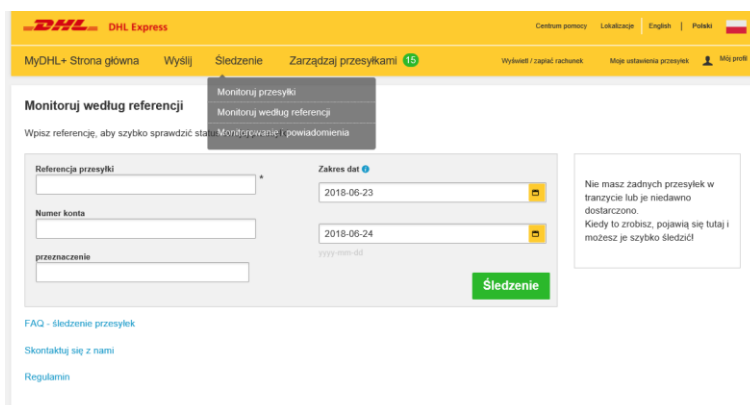 DHL DHL Express
Centrum pomocy Lokalizacje English | Polski
MyDHL+ Strona główna Wyślij Śledzenie Zarządzaj przesyłkami 15 Wyświetl / zapłać rachunek Moje ustawienia przesyłek Mój profil
Monitoruj przesyłki
Monitoruj według referencji
Monitorowanie i powiadomienia
Monitoruj według referencji
Wpisz referencję, aby szybko sprawdzić
Referencja przesyłki
*
Numer konta
przeznaczenie
Zakres dat
2018-06-23
2018-06-24
yyyy-mm-dd
Śledzenie
Nie masz żadnych przesyłek w
tranzycie lub je niedawno
dostarczono.
Kiedy to zrobisz, pojawią się tutaj i
możesz je szybko śledzić!
FAQ - śledzenie przesyłek
Skontaktuj się z nami
Regulamin